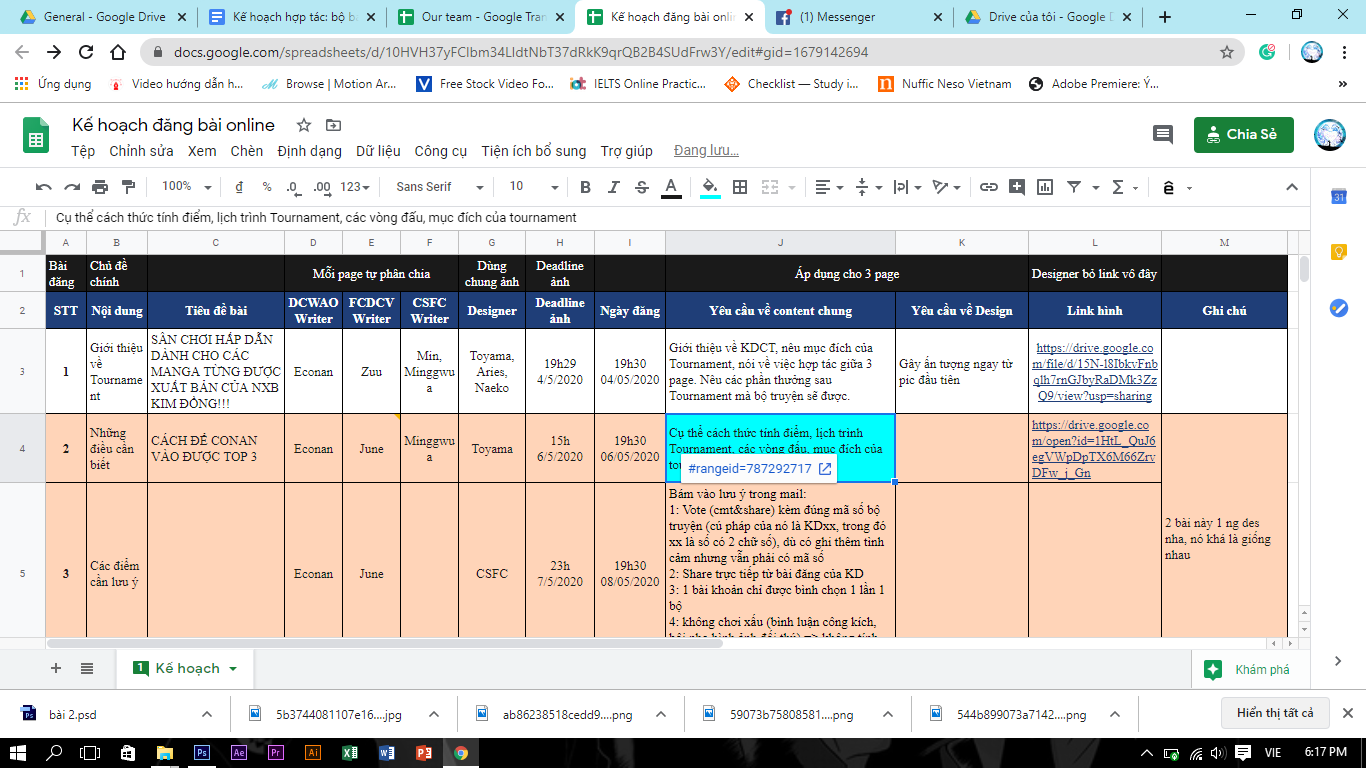 General - Google Drive
Kế hoạch hợp tác: bộ b
Our team - Google Tran
Kế hoạch đăng bài onlin
(1) Messenger
Drive của tôi - Google D
docs.google.com/spreadsheets/d/10HVH37yFClbm34LIdtNbT37dRkK9qrQB2B4SUdFrw3Y/edit#gid=1679142694
Ứng dụng
Video hướng dẫn h...
Browse | Motion Ar...
Free Stock Video Fo...
IELTS Online Practic...
Checklist — Study i...
Nuffic Neso Vietnam
Adobe Premiere: Ý...
Kế hoạch đăng bài online
Tệp Chỉnh sửa Xem Chèn Định dạng Dữ liệu Công cụ Tiện ích bổ sung Trợ giúp Đang lưu...
Chia Sẻ
100% đ % .0 .00 123 Sans Serif 10
fx Cụ thể cách thức tính điểm, lịch trình Tournament, các vòng đấu, mục đích của tournament
A B C D E F G H I J K L M
1
Bài đăng
Chủ đề chính
Mỗi page tự phân chia
Dùng chung ảnh
Deadline ảnh
Áp dụng cho 3 page
Designer bỏ link vô đây
2
STT
Nội dung
Tiêu đề bài
DCWAO Writer
FCDCV Writer
CSFC Writer
Designer
Deadline ảnh
Ngày đăng
Yêu cầu về content chung
Yêu cầu về Design
Link hình
Ghi chú
3
1
Giới thiệu
về
Tourname
nt
SÂN CHƠI HẤP DẪN
DÀNH CHO CÁC
MANGA TỪNG ĐƯỢC
XUẤT BẢN CỦA NXB
KIM ĐỒNG!!!
Econan
Zuu
Min,
Minggwu
a
Toyama,
Aries,
Naeko
19h29
4/5/2020
19h30
04/05/2020
Giới thiệu về KDCT, nêu mục đích của
Tournament, nói về việc hợp tác giữa 3
page. Nêu các phần thưởng sau
Tournament mà bộ truyện sẽ được.
Gây ấn tượng ngay từ
pic đầu tiên
https://drive.google.co
m/file/d/15N-l8IbkvFnb
qlh7rnGJbyRaDMk3Zz
Q9/view?usp=sharing
4
2
Những
điều cần
biết
CÁCH ĐỂ CONAN
VÀO ĐƯỢC TOP 3
Econan
June
Minggwu
a
Toyama
15h
6/5/2020
19h30
06/05/2020
Cụ thể cách thức tính điểm, lịch trình
Tournament, các vòng đấu, mục đích của
#rangeid=787292717
https://drive.google.co
m/open?id=1HtL_QuJ6
egVWpDpTX6M66Zrv
DFw_j_Gn
5
3
Các điểm
cần lưu ý
Econan
June
CSFC
23h
7/5/2020
19h30
08/05/2020
Bám vào lưu ý trong mail:
1: Vote (cmt&share) kèm đúng mã số bộ
truyện (cú pháp của nó là KDxx, trong đó
xx là số có 2 chữ số), dù có ghi thêm tình
cảm nhưng vẫn phải có mã số
2: Share trực tiếp từ bài đăng của KD
3: 1 bài khoản chỉ được bình chọn 1 lần 1
bộ
4: không chơi xấu (bình luận công kích,
2 bài này 1 ng des
nha, nó khá là giống
nhau
1 Kế hoạch
Khám phá
bài 2.psd
5b3744081107e16....jpg
ab86238518cedd9....png
59073b75808581....png
544b899073a7142....png
Hiển thị tất cả
VIE
6:17 PM